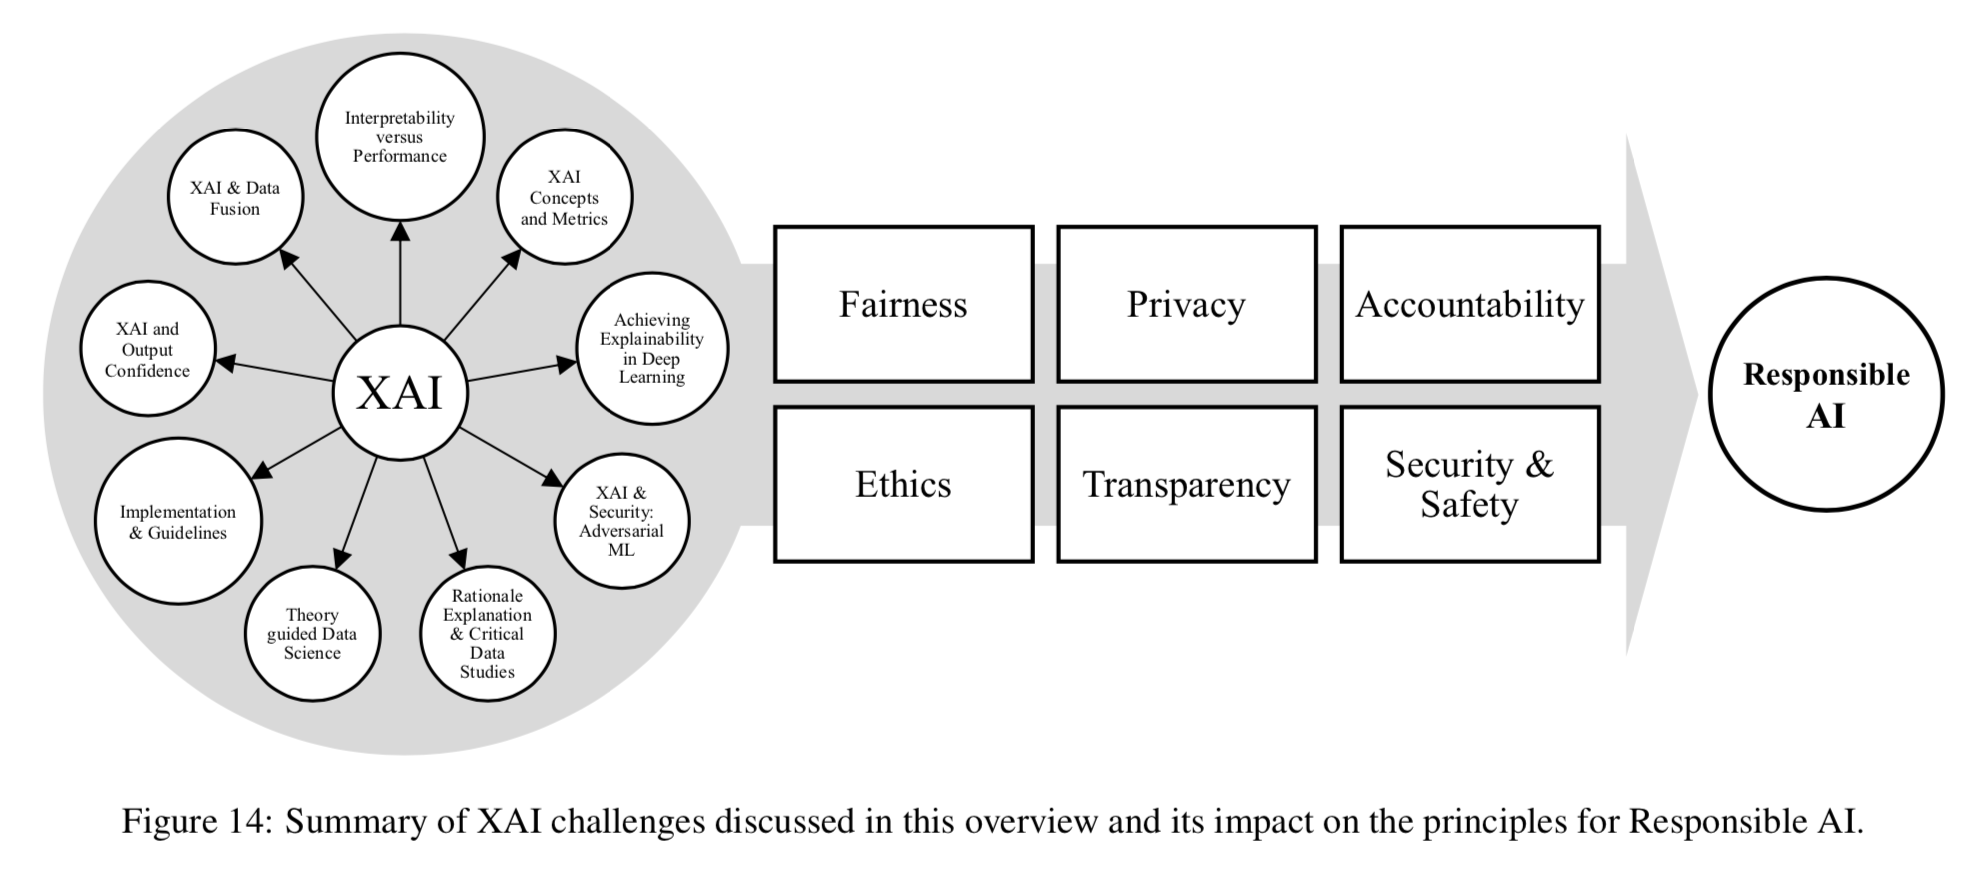 Interpretability
versus
Performance
XAI
Concepts
and Metrics
Achieving
Explainability
in Deep
Learning
XAI &
Security:
Adversarial
ML
Rationale
Explanation
& Critical
Data
Studies
Theory
guided Data
Science
Implementation
& Guidelines
XAI and
Output
Confidence
XAI & Data
Fusion
XAI
Fairness
Privacy
Accountability
Ethics
Transparency
Security &
Safety
Responsible
AI
Figure 14: Summary of XAI challenges discussed in this overview and its impact on the principles for Responsible AI.